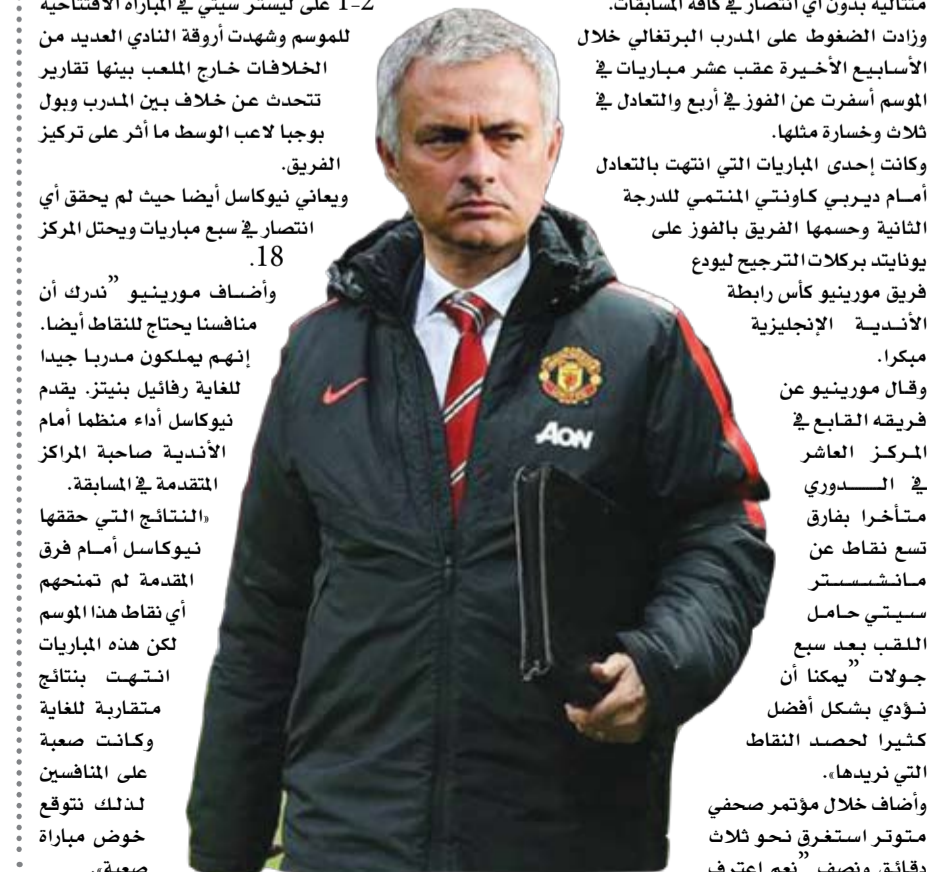 متتالية بدون أي انتصار في كافة المسابقات.
وزادت الضغوط على المدرب البرتغالي خلال
الأسابيع الأخيرة عقب عشر مباريات في
الموسم أسفرت عن الفوز في أربع والتعادل في
ثلاث وخسارة مثلها.
وكانت إحدى المباريات التي انتهت بالتعادل
أمام ديربي كاونتي المنتمي للدرجة
الثانية وحسمها الفريق بالفوز على
يونايتد بركلات الترجيح ليودع
فريق مورينيو كأس رابطة
الأندية الإنجليزية
مبكرا.
وقال مورينيو عن
فريقه القابع في
المركز العاشر
في الدوري
متأخرا بفارق
تسع نقاط عن
مانشستر
سيتي حامل
اللقب بعد سبع
جولات ”يمكنا أن
نؤدي بشكل أفضل
كثيرا لحصد النقاط
التي نريدها».
وأضاف خلال مؤتمر صحفي
متوتر استغرق نحو ثلاث
دقائق ونصف ”نعم اعترف
2-1 على ليستر سيتي في المباراة الافتتاحية
للموسم وشهدت أروقة النادي العديد من
الخلافات خارج الملعب بينها تقارير
تتحدث عن خلاف بين المدرب وبول
بوجبا لاعب الوسط ما أثر على تركيز
الفريق.
ويعاني نيوكاسل أيضا حيث لم يحقق أي
انتصار في سبع مباريات ويحتل المركز
18.
وأضاف مورينيو ”ندرك أن
منافسنا يحتاج للنقاط أيضا.
إنهم يملكون مدربا جيدا
للغاية رفائيل بنيتز. يقدم
نيوكاسل أداء منظما أمام
الأندية صاحبة المراكز
المتقدمة في المسابقة.
«النتائج التي حققها
نيوكاسل أمام فرق
المقدمة لم تمنحهم
أي نقاط هذا الموسم
لكن هذه المباريات
انتهت بنتائج
متقاربة للغاية
وكانت صعبة
على المنافسين
لذلك نتوقع
خوض مباراة
صعبة».
AON